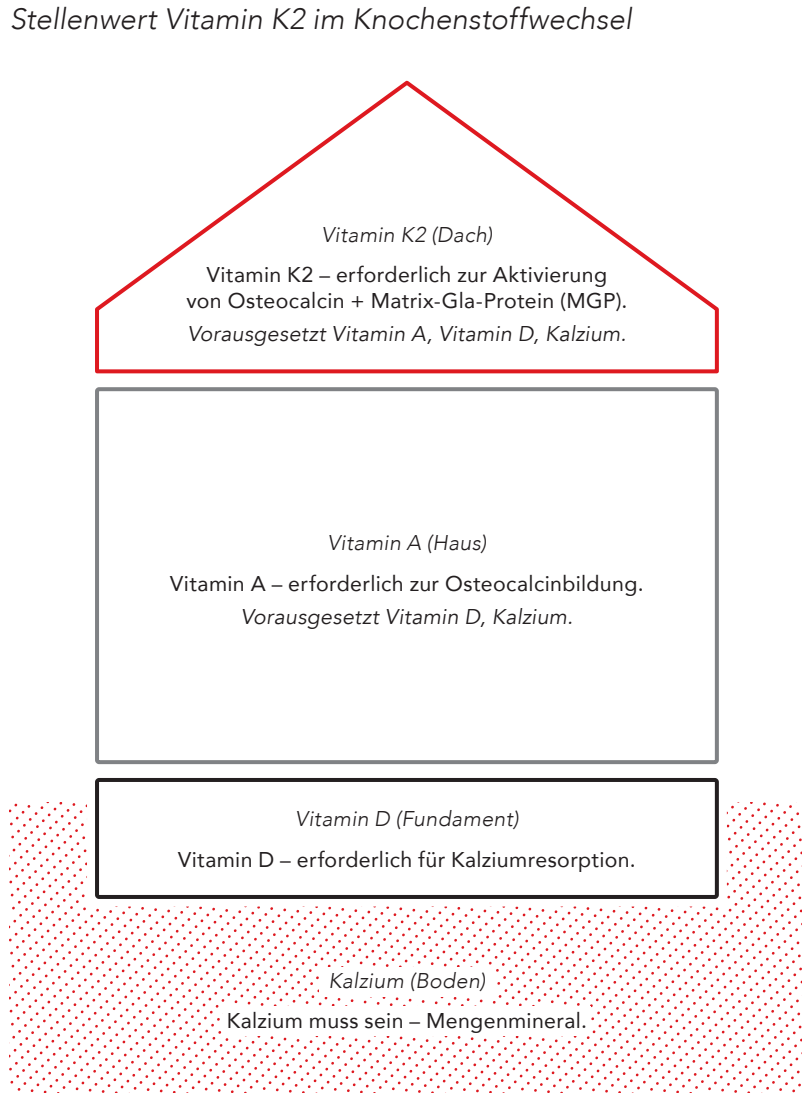 Stellenwert Vitamin K2 im Knochenstoffwechsel
Vitamin K2 (Dach)
Vitamin K2 – erforderlich zur Aktivierung
von Osteocalcin + Matrix-Gla-Protein (MGP).
Vorausgesetzt Vitamin A, Vitamin D, Kalzium.
Vitamin A (Haus)
Vitamin A – erforderlich zur Osteocalcinbildung.
Vorausgesetzt Vitamin D, Kalzium.
Vitamin D (Fundament)
Vitamin D – erforderlich für Kalziumresorption.
Kalzium (Boden)
Kalzium muss sein – Mengenmineral.